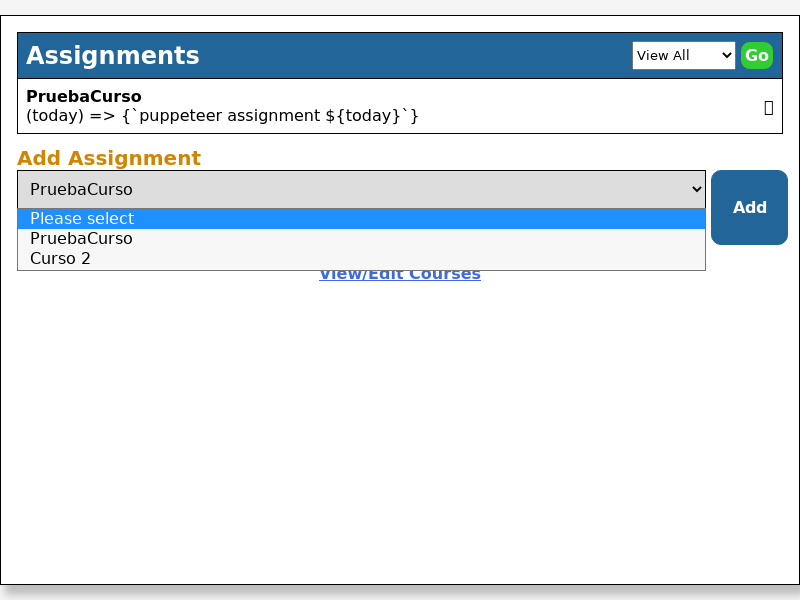 Assignments
View All
Go
PruebaCurso
(today) => {`puppeteer assignment ${today}`}
Add Assignment
PruebaCurso
Add
Please select
PruebaCurso
Curso 2
View/Edit Courses